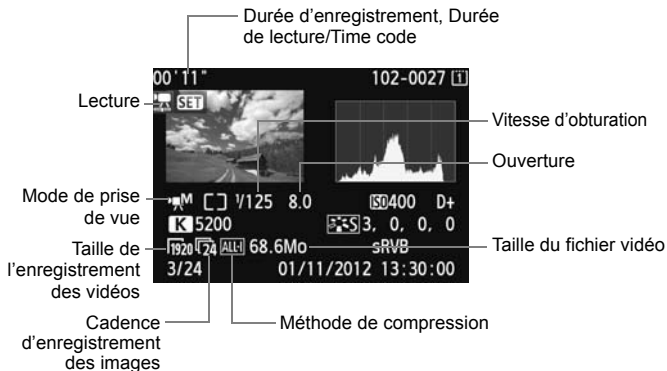 Durée d'enregistrement, Durée
de lecture/Time code
00'11"
102-0027 1
Lecture
SET
Vitesse d'obturation
Ouverture
Mode de prise
de vue
M
1/125 8.0
ISO400 D+
K 5200
S 3, 0, 0, 0
Taille de
l'enregistrement
des vidéos
1920 24 ALL-I 68.6Mo
sRVB
Taille du fichier vidéo
3/24
01/11/2012 13:30:00
Cadence
d'enregistrement
des images
Méthode de compression